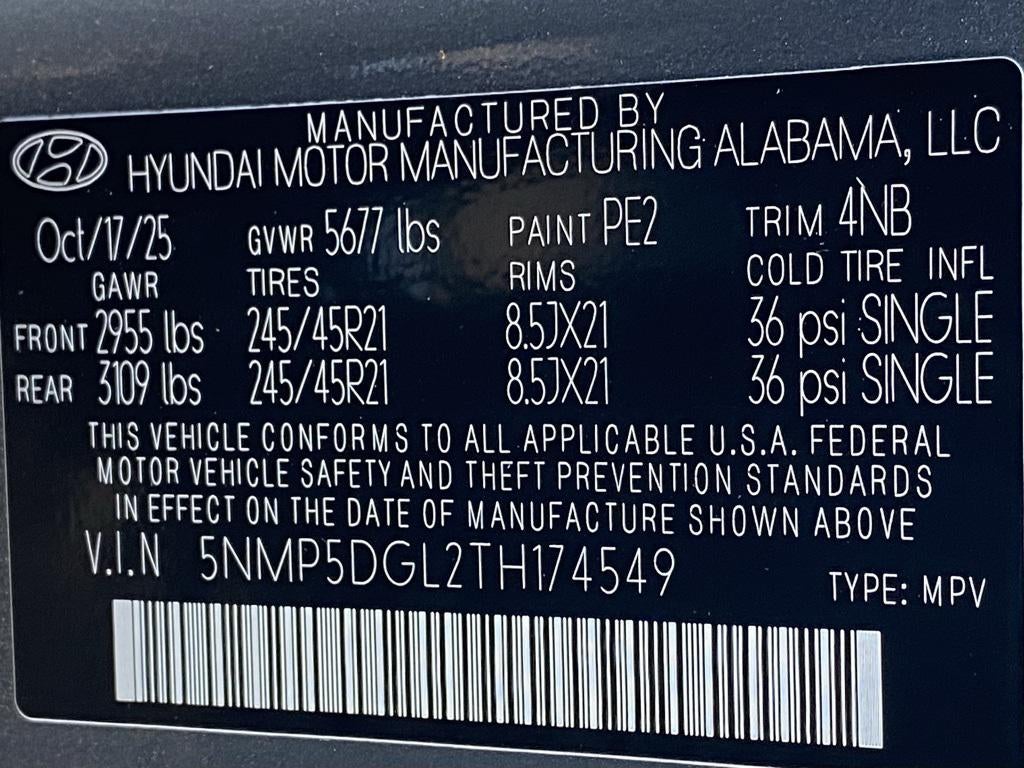 MANUFACTURED BY
HYUNDAI MOTOR MANUFACTURING ALABAMA, LLC
Oct/17/25 GVWR 5677 lbs PAINT PE2 TRIM 4NB
GAWR TIRES RIMS COLD TIRE INFL
FRONT 2955 lbs 245/45R21 8.5JX21 36 psi SINGLE
REAR 3109 lbs 245/45R21 8.5JX21 36 psi SINGLE
THIS VEHICLE CONFORMS TO ALL APPLICABLE U.S.A. FEDERAL
MOTOR VEHICLE SAFETY AND THEFT PREVENTION STANDARDS
IN EFFECT ON THE DATE OF MANUFACTURE SHOWN ABOVE
V.I.N 5NMP5DGL2TH174549 TYPE: MPV